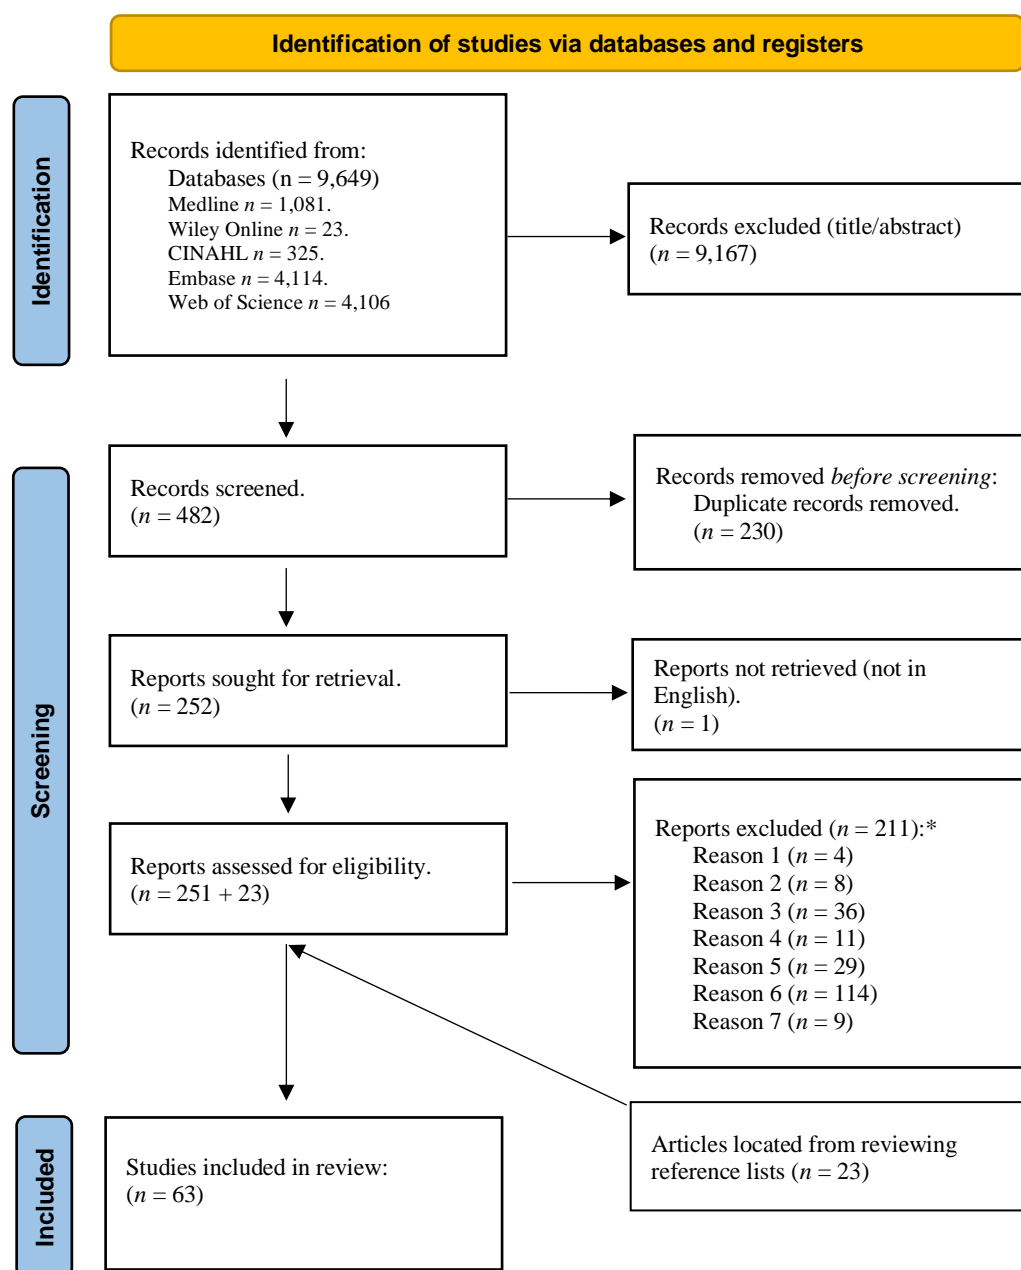 Identification of studies via databases and registers
Identification
Records identified from:
Databases (n = 9,649)
Medline n = 1,081.
Wiley Online n = 23.
CINAHL n = 325.
Embase n = 4,114.
Web of Science n = 4,106
Records excluded (title/abstract)
(n = 9,167)
Screening
Records screened.
(n = 482)
Records removed before screening:
Duplicate records removed.
(n = 230)
Reports sought for retrieval.
(n = 252)
Reports not retrieved (not in
English).
(n = 1)
Reports assessed for eligibility.
(n = 251 + 23)
Reports excluded (n = 211):*
Reason 1 (n = 4)
Reason 2 (n = 8)
Reason 3 (n = 36)
Reason 4 (n = 11)
Reason 5 (n = 29)
Reason 6 (n = 114)
Reason 7 (n = 9)
Included
Studies included in review:
(n = 63)
Articles located from reviewing
reference lists (n = 23)